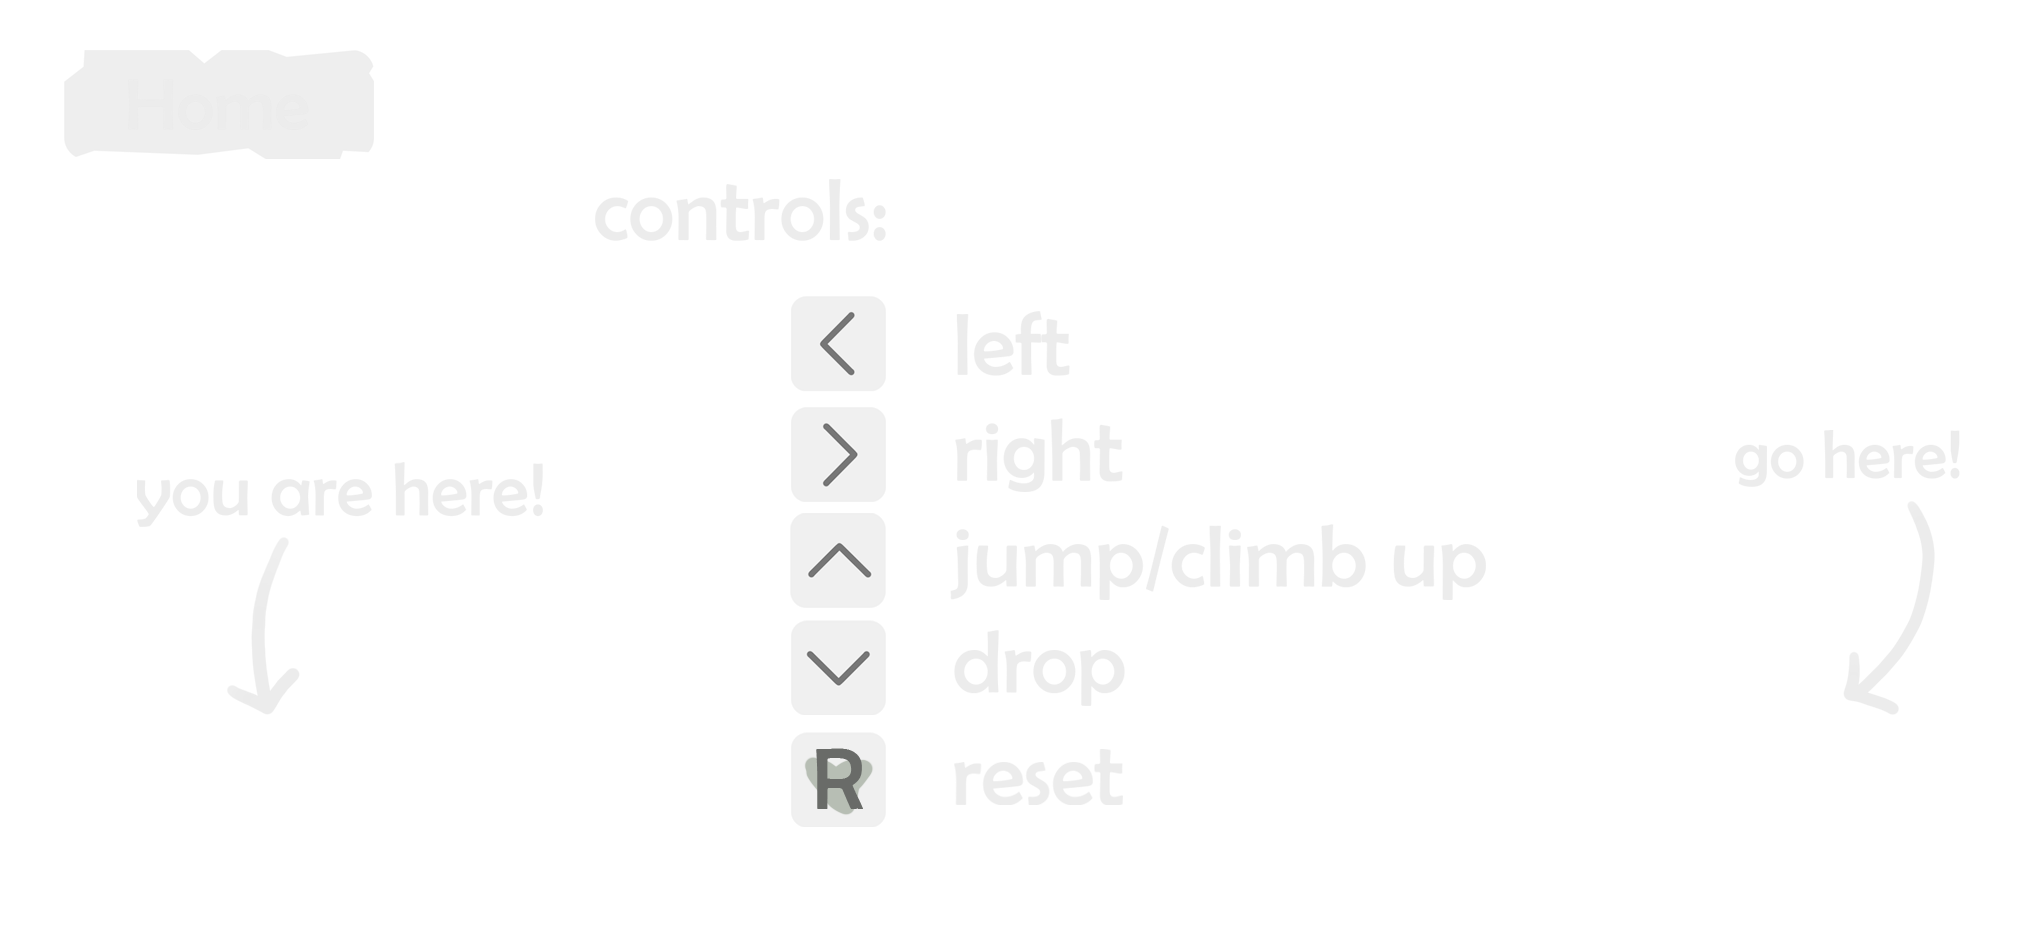 Home
controls:
left
right
you are here!
go here!
jump/climb up
drop
R reset